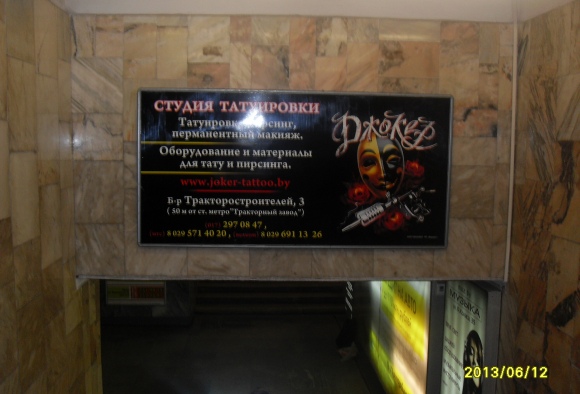 СТУДИЯ ТАТУИРОВКИ
Татуировка, пирсинг,
перманентный макияж.
Оборудование и материалы
для тату и пирсинга.
www.joker-tattoo.by
Б-р Тракторостроителей, 3
( 50 м от ст. метро "Тракторный завод")
297 08 47 ,
8 029 571 40 20 , 8 029 691 13 26
Джокер
2013/06/12